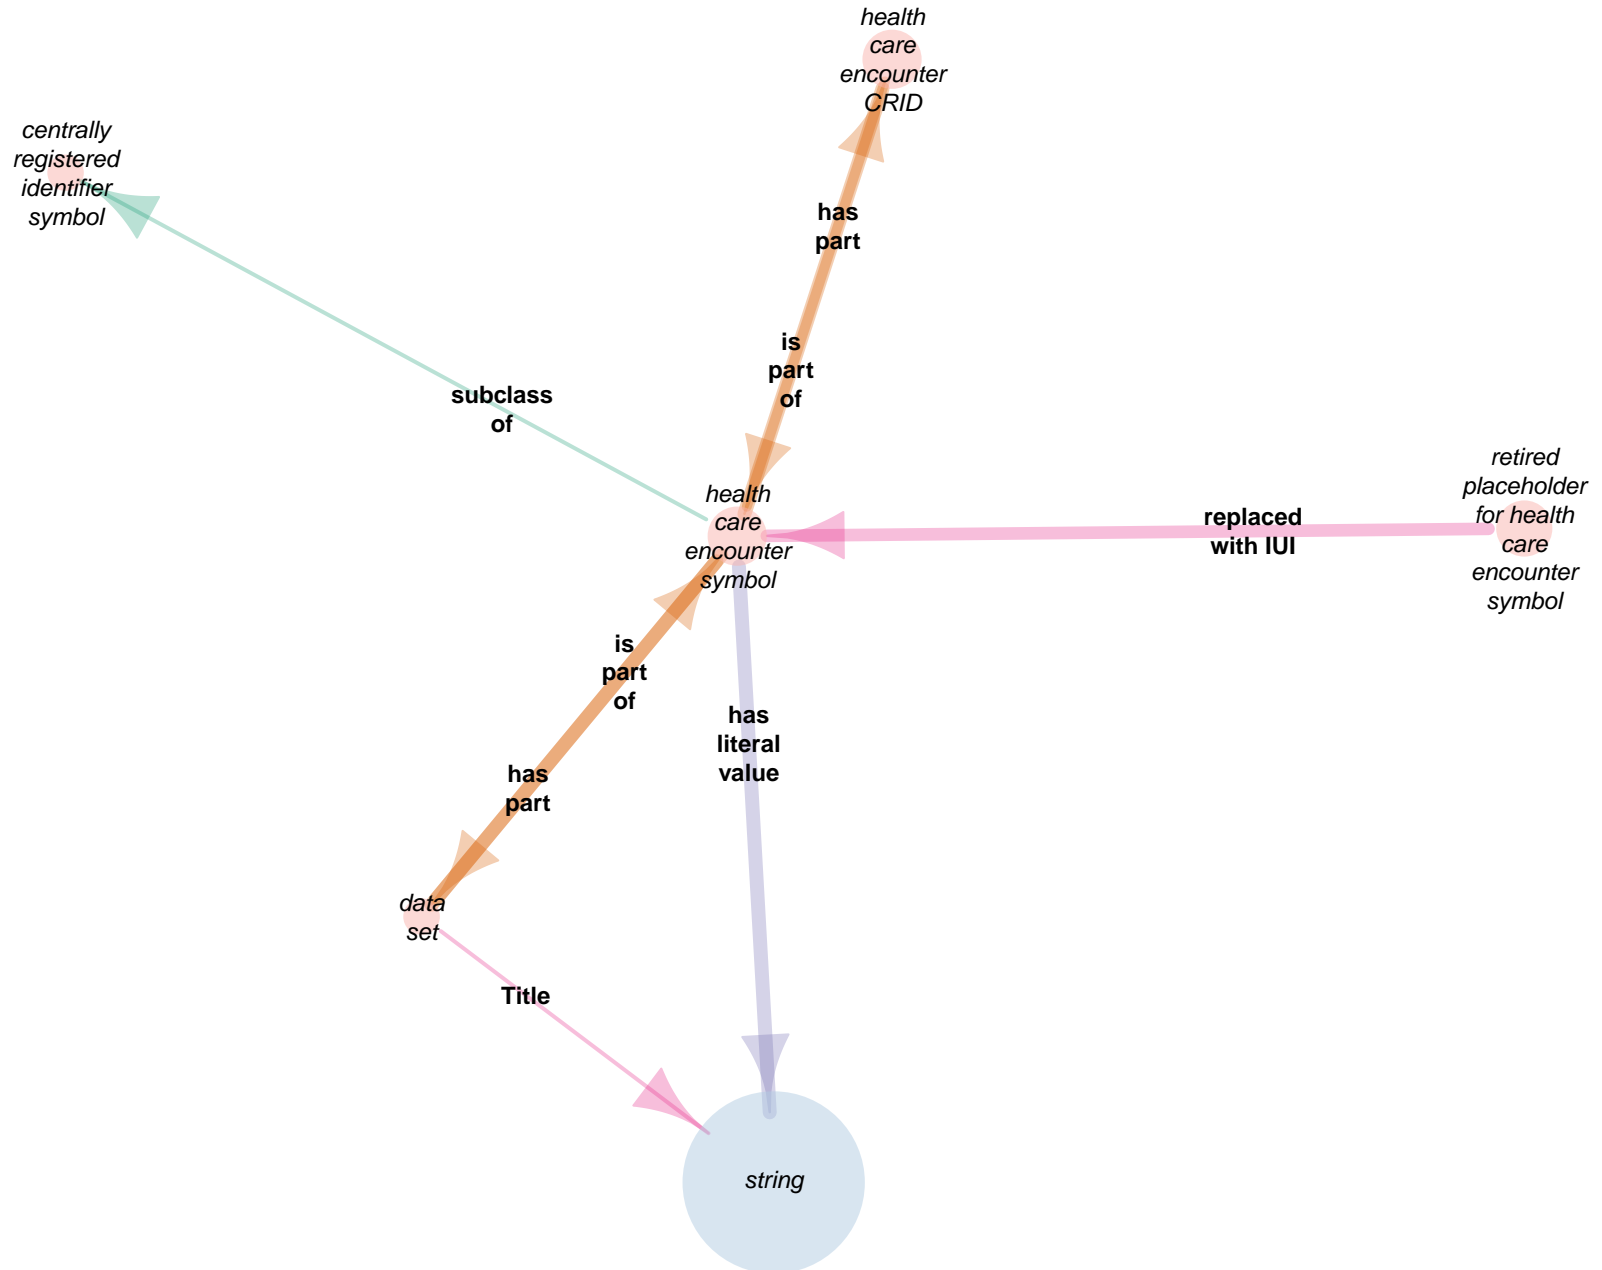 health
care
encounter
CRID
centrally
registered
identifier
symbol
has
part
is
part
of
subclass
of
health
care
encounter
symbol
replaced
with IUI
retired
placeholder
for health
care
encounter
symbol
is
part
of
has
literal
value
has
part
data
set
Title
string